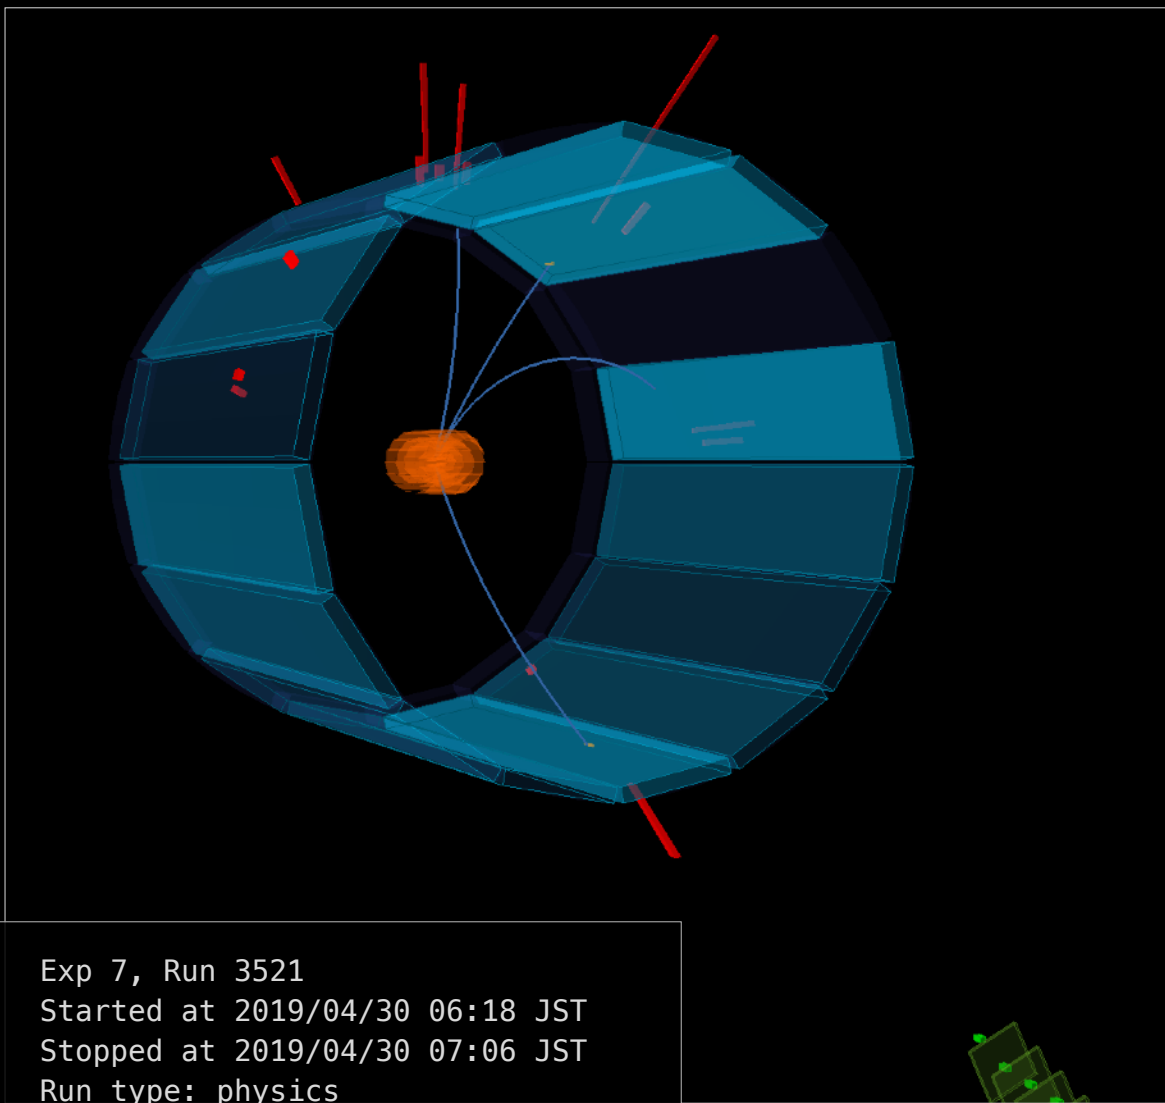 Exp 7, Run 3521
Started at 2019/04/30 06:18 JST
Stopped at 2019/04/30 07:06 JST
Run type: physics